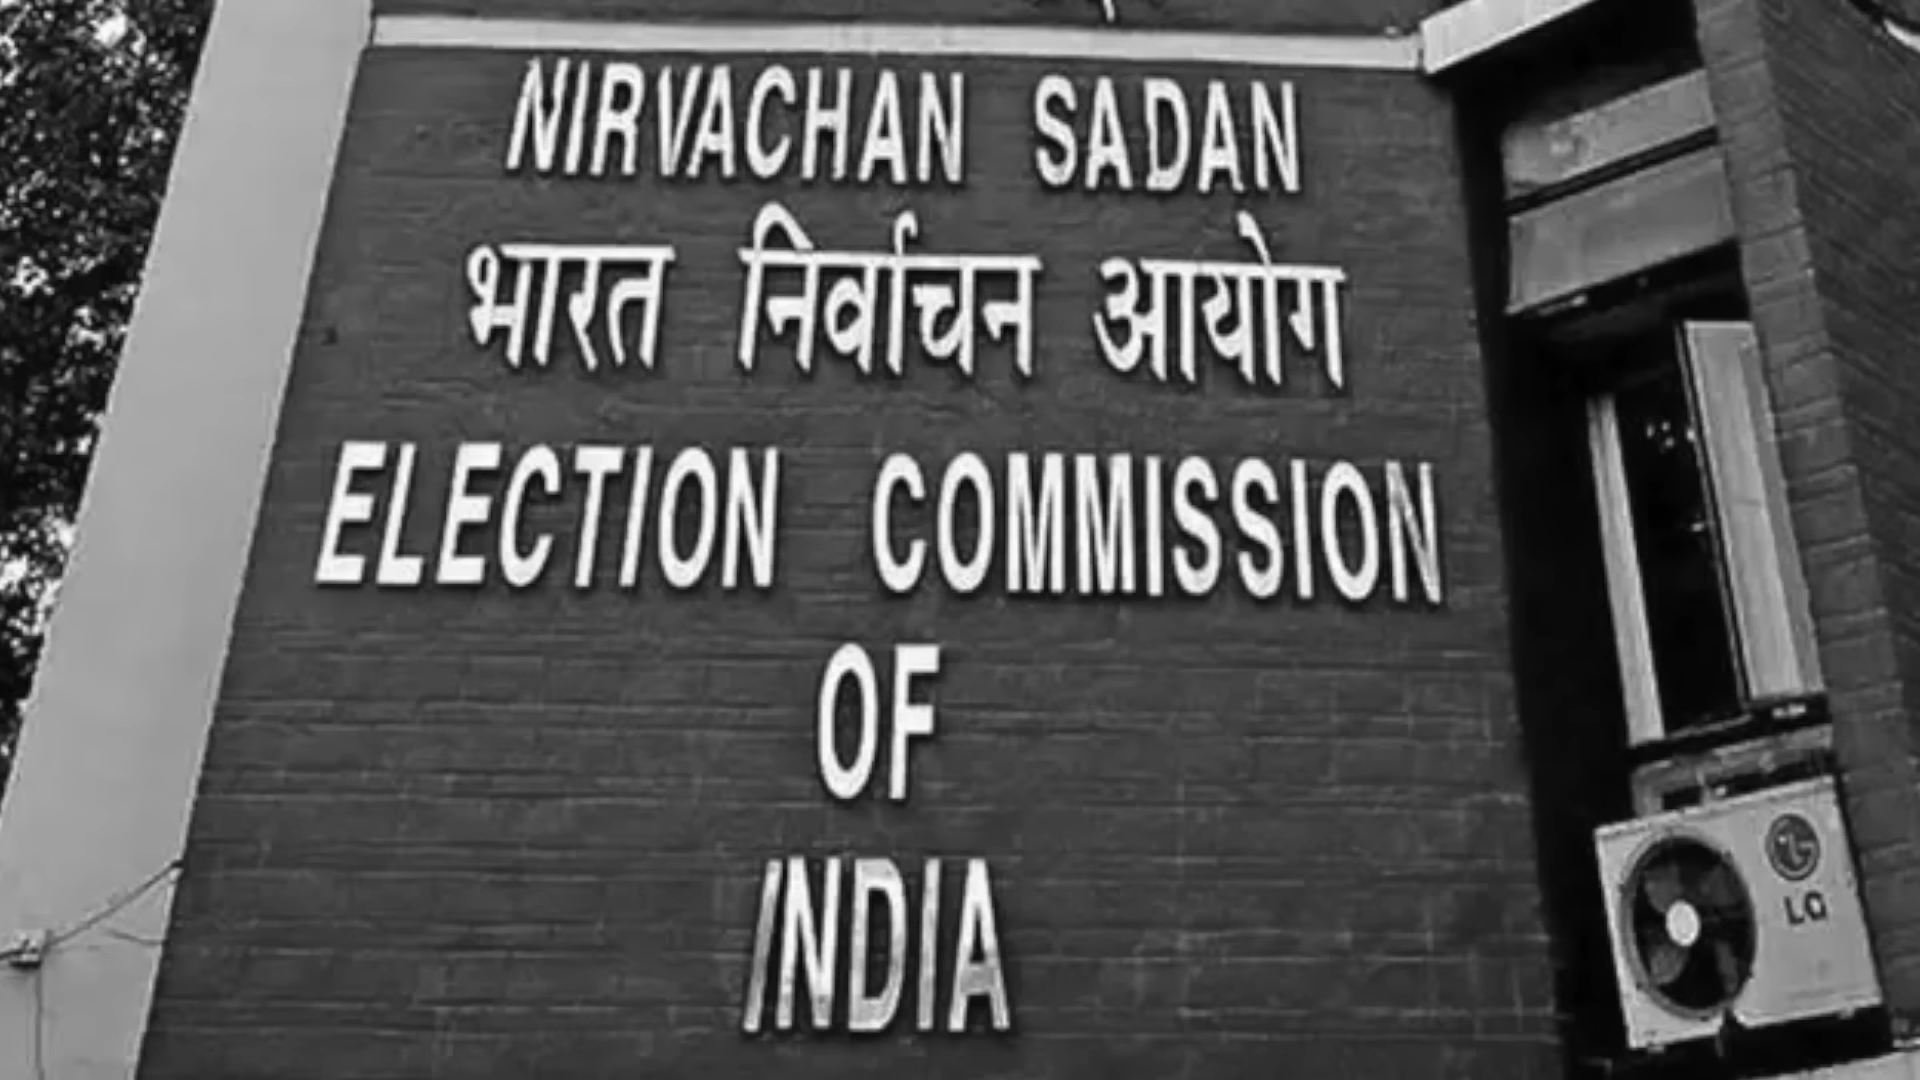 NIRVACHAN SADAN
भारत निर्वाचन आयोग
ELECTION COMMISSION
OF
INDIA
LG